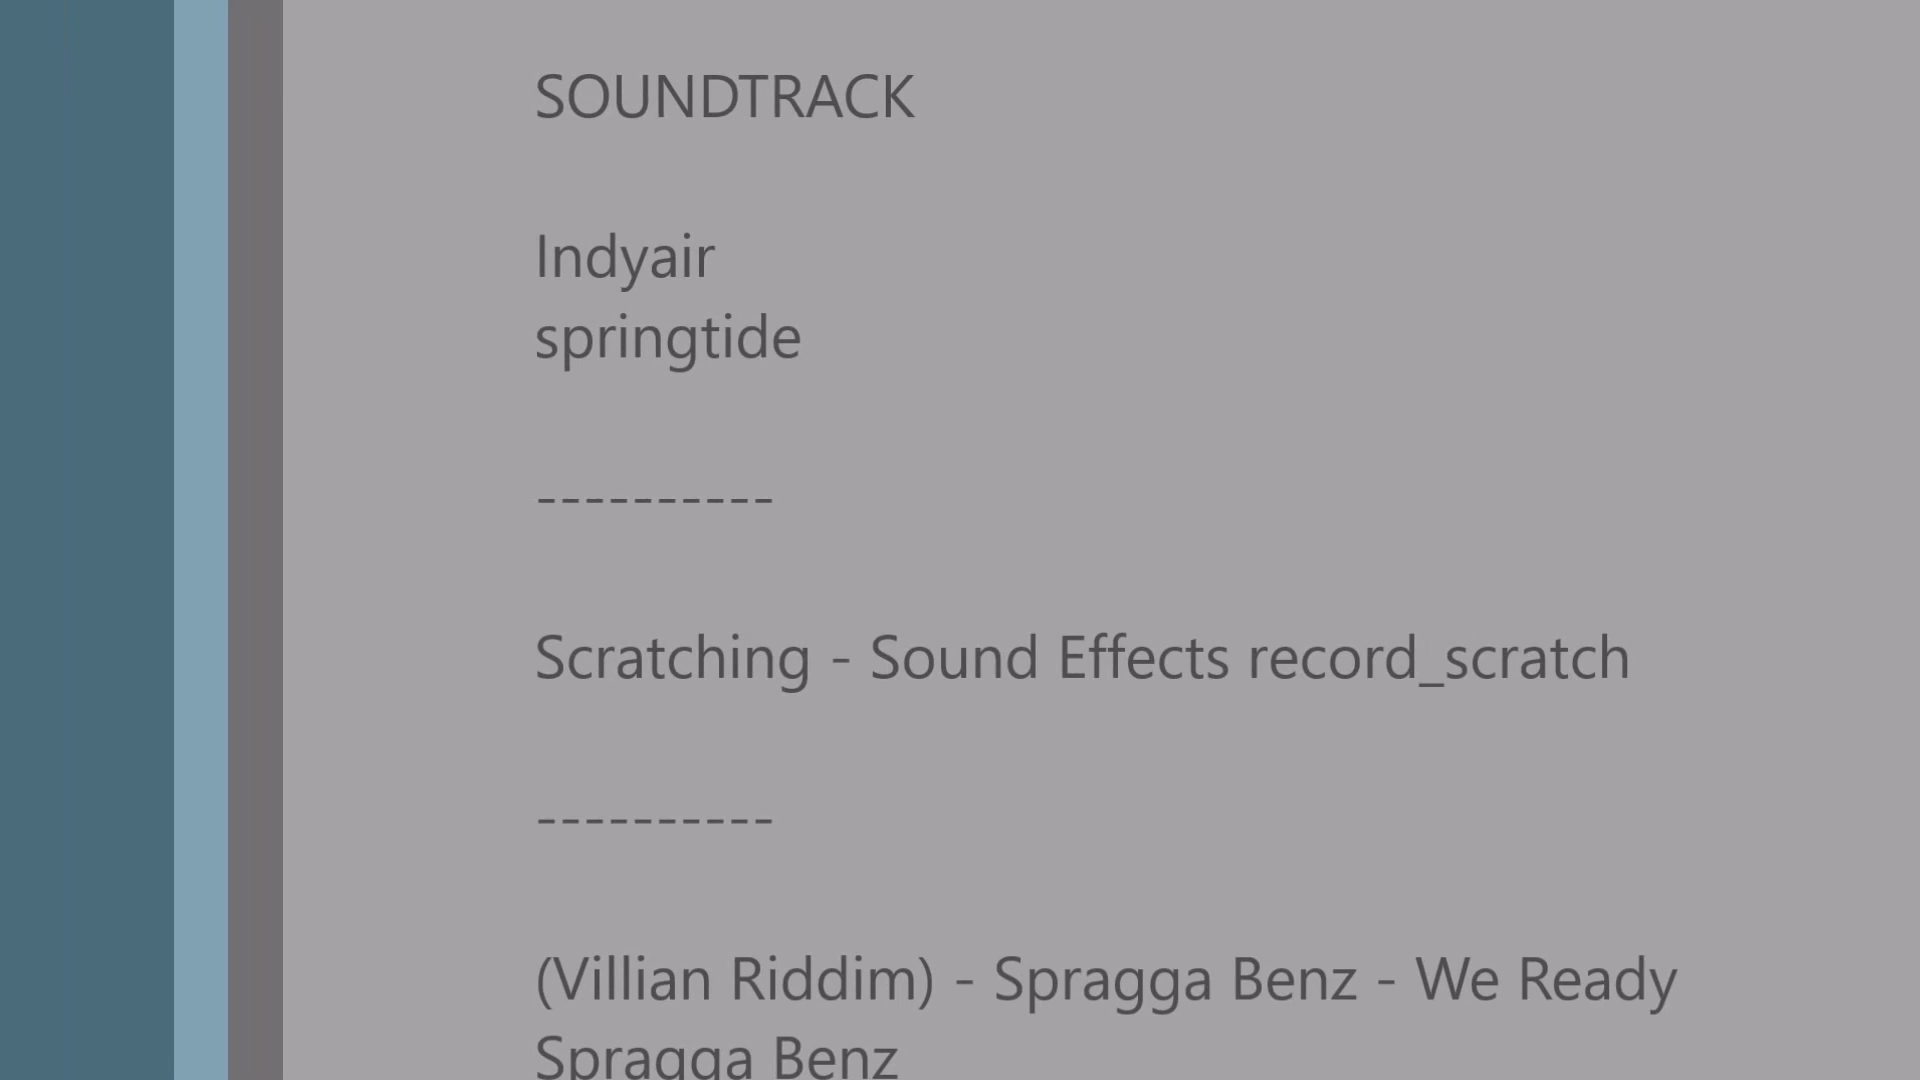 SOUNDTRACK
Indyair
springtide
----------
Scratching - Sound Effects record_scratch
----------
(Villian Riddim) - Spragga Benz - We Ready
Spragga Benz